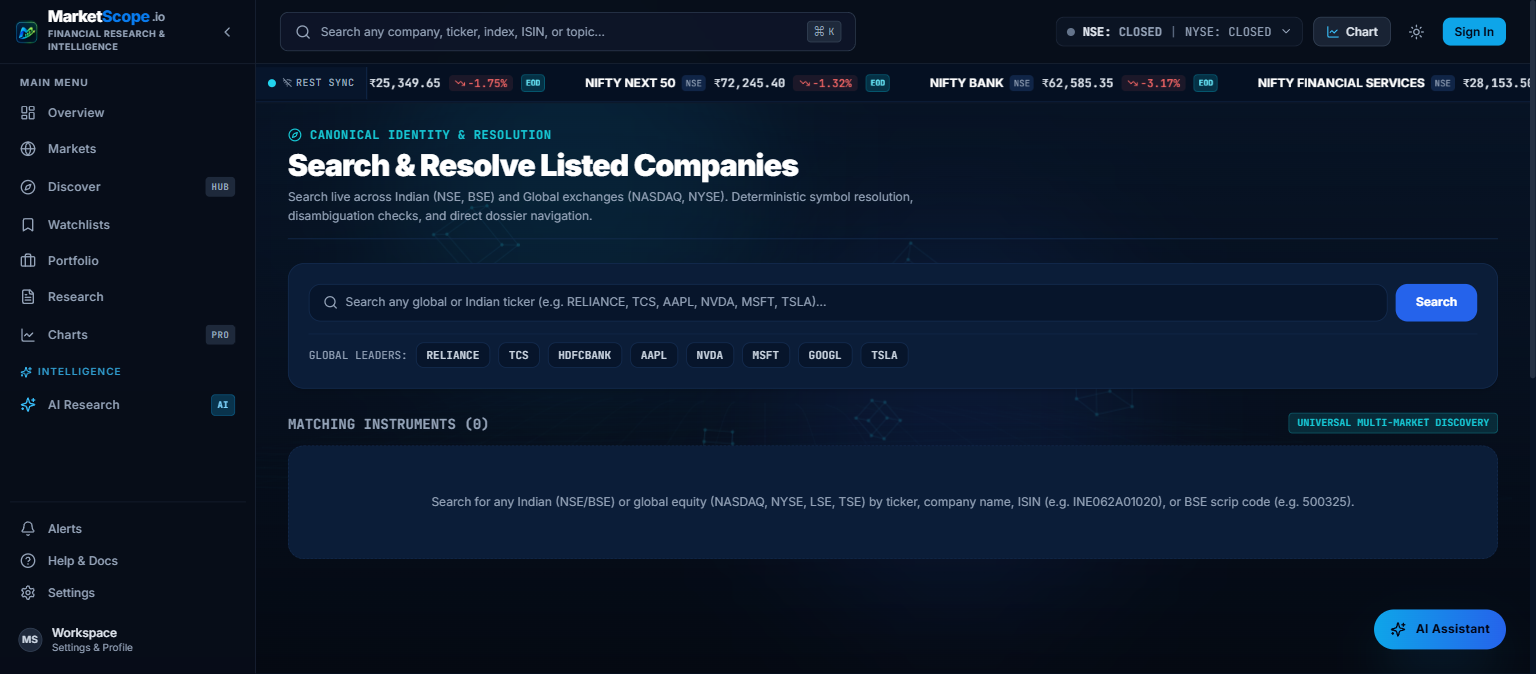 MarketScope.io
FINANCIAL RESEARCH &
INTELLIGENCE
Search any company, ticker, index, ISIN, or topic...
⌘ K
NSE: CLOSED | NYSE: CLOSED
Chart
Sign In
MAIN MENU
Overview
Markets
Discover HUB
Watchlists
Portfolio
Research
Charts PRO
INTELLIGENCE
AI Research AI
Alerts
Help & Docs
Settings
MS
Workspace
Settings & Profile
REST SYNC ₹25,349.65 -1.75% EOD NIFTY NEXT 50 NSE ₹72,245.40 -1.32% EOD NIFTY BANK NSE ₹62,585.35 -3.17% EOD NIFTY FINANCIAL SERVICES NSE ₹28,153.50
CANONICAL IDENTITY & RESOLUTION
Search & Resolve Listed Companies
Search live across Indian (NSE, BSE) and Global exchanges (NASDAQ, NYSE). Deterministic symbol resolution,
disambiguation checks, and direct dossier navigation.
Search any global or Indian ticker (e.g. RELIANCE, TCS, AAPL, NVDA, MSFT, TSLA)...
Search
GLOBAL LEADERS: RELIANCE TCS HDFCBANK AAPL NVDA MSFT GOOGL TSLA
MATCHING INSTRUMENTS (0)
UNIVERSAL MULTI-MARKET DISCOVERY
Search for any Indian (NSE/BSE) or global equity (NASDAQ, NYSE, LSE, TSE) by ticker, company name, ISIN (e.g. INE062A01020), or BSE scrip code (e.g. 500325).
AI Assistant